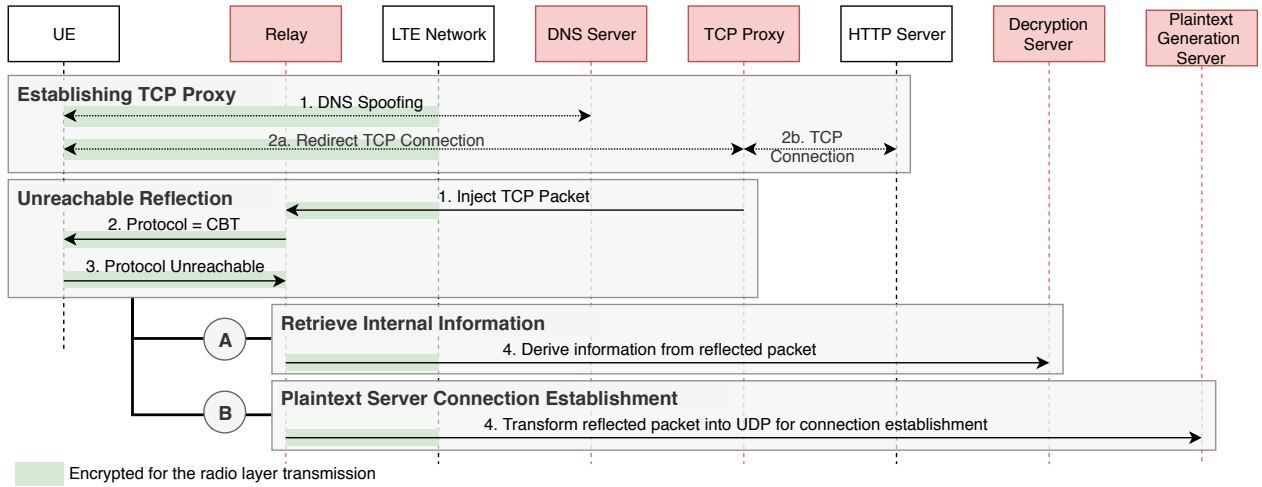 UE
Relay
LTE Network
DNS Server
TCP Proxy
HTTP Server
Decryption
Server
Plaintext
Generation
Server
Establishing TCP Proxy
1. DNS Spoofing
2a. Redirect TCP Connection
2b. TCP
Connection
Unreachable Reflection
1. Inject TCP Packet
2. Protocol = CBT
3. Protocol Unreachable
A
Retrieve Internal Information
4. Derive information from reflected packet
B
Plaintext Server Connection Establishment
4. Transform reflected packet into UDP for connection establishment
Encrypted for the radio layer transmission